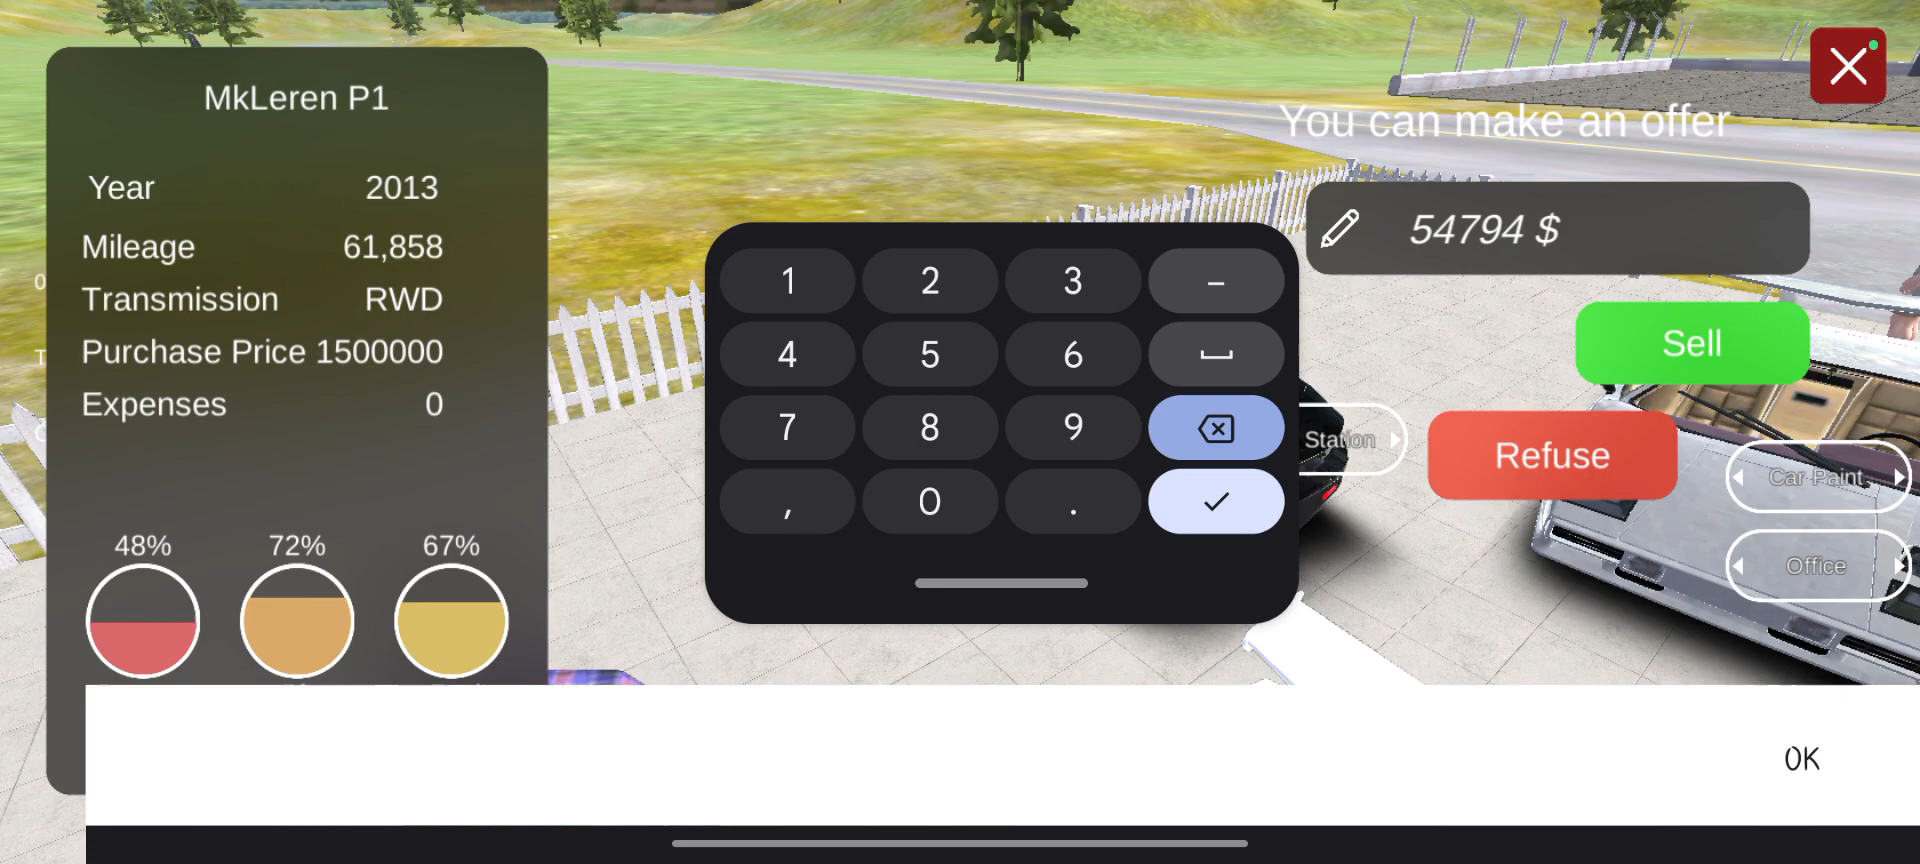 MkLeren P1
Year 2013
Mileage 61,858
Transmission RWD
Purchase Price 1500000
Expenses 0
48% 72% 67%
You can make an offer
54794 $
Sell
Refuse
Station
Car Paint
Office
1 2 3 –
4 5 6
7 8 9
, 0 .
OK